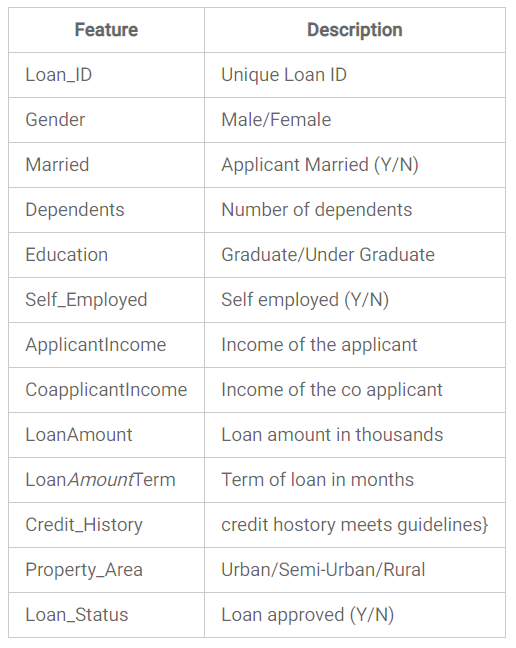 Feature Description
Loan_ID Unique Loan ID
Gender Male/Female
Married Applicant Married (Y/N)
Dependents Number of dependents
Education Graduate/Under Graduate
Self_Employed Self employed (Y/N)
ApplicantIncome Income of the applicant
CoapplicantIncome Income of the co applicant
LoanAmount Loan amount in thousands
LoanAmountTerm Term of loan in months
Credit_History credit hostory meets guidelines}
Property_Area Urban/Semi-Urban/Rural
Loan_Status Loan approved (Y/N)